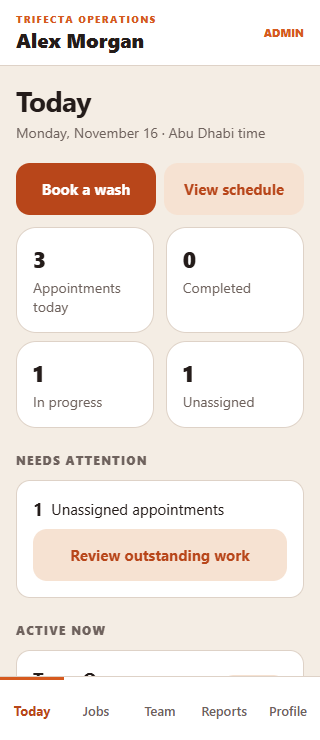 TRIFECTA OPERATIONS
Alex Morgan
ADMIN
Today
Monday, November 16 · Abu Dhabi time
Book a wash
View schedule
3
Appointments
today
0
Completed
1
In progress
1
Unassigned
NEEDS ATTENTION
1 Unassigned appointments
Review outstanding work
ACTIVE NOW
Today
Jobs
Team
Reports
Profile